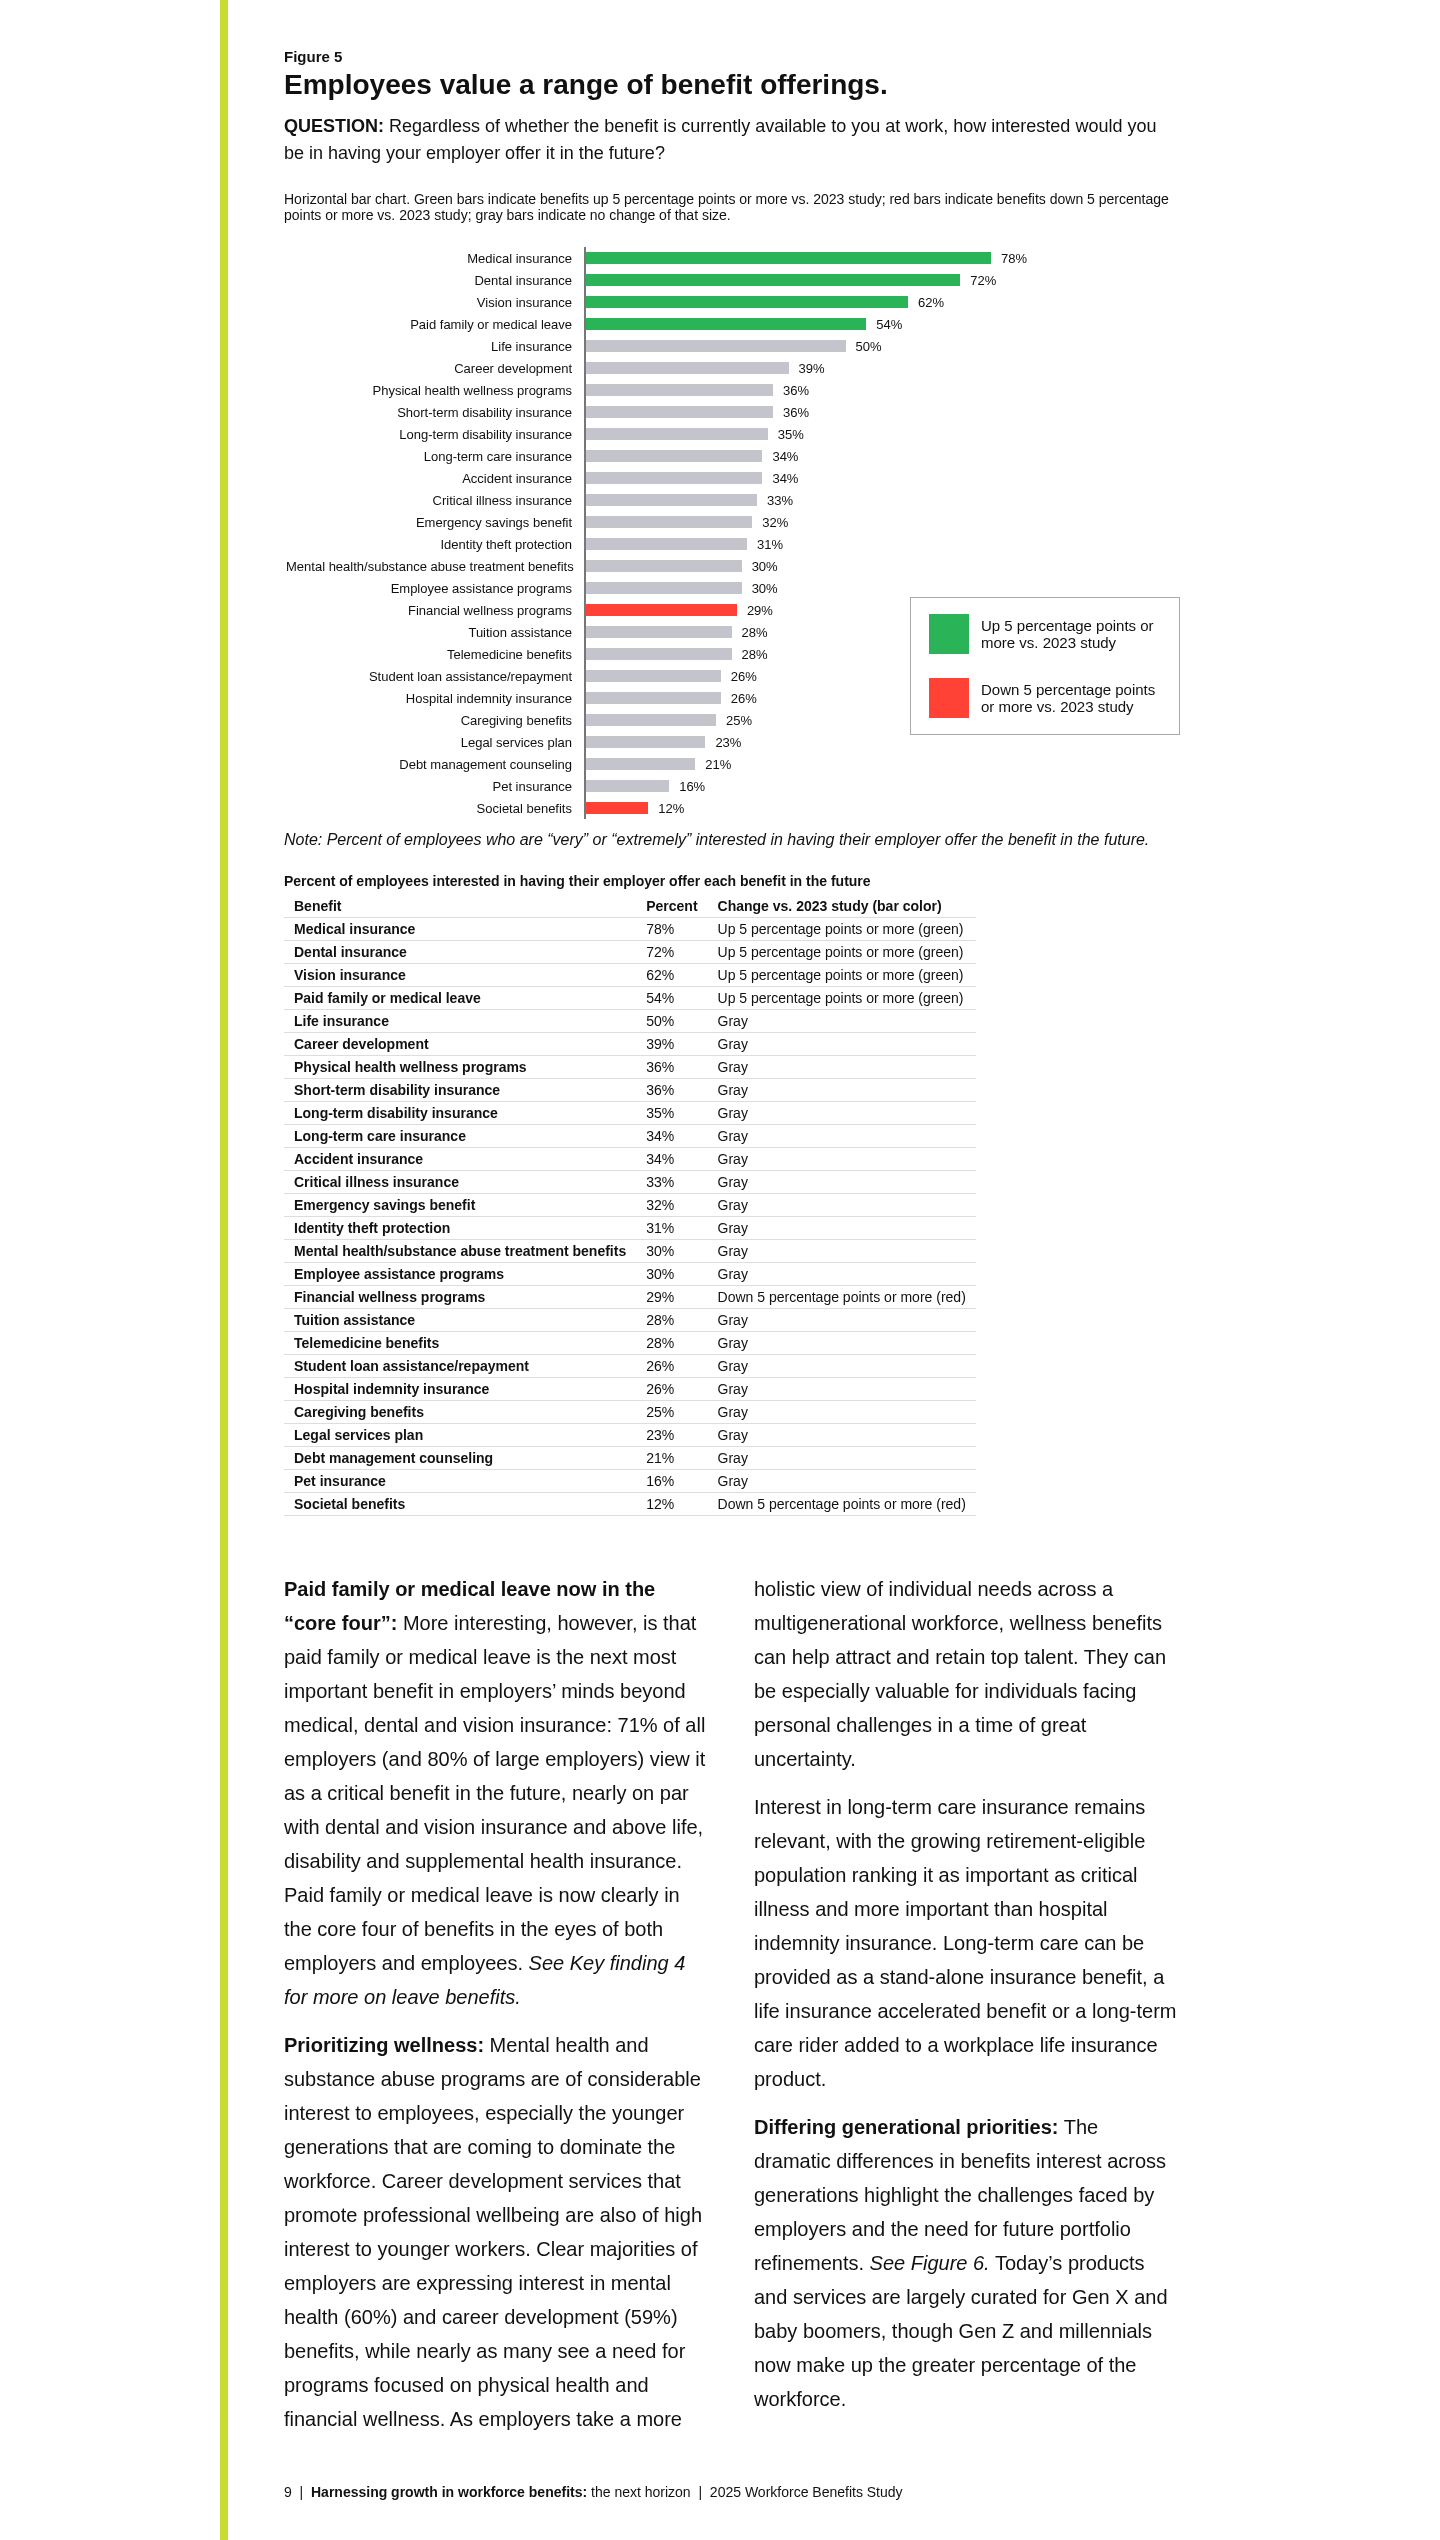 Figure 5
Employees value a range of benefit offerings.
QUESTION: Regardless of whether the benefit is currently available to you at work, how interested would you
be in having your employer offer it in the future?
Horizontal bar chart. Green bars indicate benefits up 5 percentage points or more vs. 2023 study; red bars indicate benefits down 5 percentage
points or more vs. 2023 study; gray bars indicate no change of that size.
Medical insurance 78%
Dental insurance 72%
Vision insurance 62%
Paid family or medical leave 54%
Life insurance 50%
Career development 39%
Physical health wellness programs 36%
Short-term disability insurance 36%
Long-term disability insurance 35%
Long-term care insurance 34%
Accident insurance 34%
Critical illness insurance 33%
Emergency savings benefit 32%
Identity theft protection 31%
Mental health/substance abuse treatment benefits 30%
Employee assistance programs 30%
Financial wellness programs 29%
Tuition assistance 28%
Telemedicine benefits 28%
Student loan assistance/repayment 26%
Hospital indemnity insurance 26%
Caregiving benefits 25%
Legal services plan 23%
Debt management counseling 21%
Pet insurance 16%
Societal benefits 12%
Up 5 percentage points or
more vs. 2023 study
Down 5 percentage points
or more vs. 2023 study
Note: Percent of employees who are “very” or “extremely” interested in having their employer offer the benefit in the future.
Percent of employees interested in having their employer offer each benefit in the future
Benefit Percent Change vs. 2023 study (bar color)
Medical insurance 78% Up 5 percentage points or more (green)
Dental insurance 72% Up 5 percentage points or more (green)
Vision insurance 62% Up 5 percentage points or more (green)
Paid family or medical leave 54% Up 5 percentage points or more (green)
Life insurance 50% Gray
Career development 39% Gray
Physical health wellness programs 36% Gray
Short-term disability insurance 36% Gray
Long-term disability insurance 35% Gray
Long-term care insurance 34% Gray
Accident insurance 34% Gray
Critical illness insurance 33% Gray
Emergency savings benefit 32% Gray
Identity theft protection 31% Gray
Mental health/substance abuse treatment benefits 30% Gray
Employee assistance programs 30% Gray
Financial wellness programs 29% Down 5 percentage points or more (red)
Tuition assistance 28% Gray
Telemedicine benefits 28% Gray
Student loan assistance/repayment 26% Gray
Hospital indemnity insurance 26% Gray
Caregiving benefits 25% Gray
Legal services plan 23% Gray
Debt management counseling 21% Gray
Pet insurance 16% Gray
Societal benefits 12% Down 5 percentage points or more (red)
Paid family or medical leave now in the
“core four”: More interesting, however, is that
paid family or medical leave is the next most
important benefit in employers’ minds beyond
medical, dental and vision insurance: 71% of all
employers (and 80% of large employers) view it
as a critical benefit in the future, nearly on par
with dental and vision insurance and above life,
disability and supplemental health insurance.
Paid family or medical leave is now clearly in
the core four of benefits in the eyes of both
employers and employees. See Key finding 4
for more on leave benefits.
Prioritizing wellness: Mental health and
substance abuse programs are of considerable
interest to employees, especially the younger
generations that are coming to dominate the
workforce. Career development services that
promote professional wellbeing are also of high
interest to younger workers. Clear majorities of
employers are expressing interest in mental
health (60%) and career development (59%)
benefits, while nearly as many see a need for
programs focused on physical health and
financial wellness. As employers take a more
holistic view of individual needs across a
multigenerational workforce, wellness benefits
can help attract and retain top talent. They can
be especially valuable for individuals facing
personal challenges in a time of great
uncertainty.
Interest in long-term care insurance remains
relevant, with the growing retirement-eligible
population ranking it as important as critical
illness and more important than hospital
indemnity insurance. Long-term care can be
provided as a stand-alone insurance benefit, a
life insurance accelerated benefit or a long-term
care rider added to a workplace life insurance
product.
Differing generational priorities: The
dramatic differences in benefits interest across
generations highlight the challenges faced by
employers and the need for future portfolio
refinements. See Figure 6. Today’s products
and services are largely curated for Gen X and
baby boomers, though Gen Z and millennials
now make up the greater percentage of the
workforce.
9 | Harnessing growth in workforce benefits: the next horizon | 2025 Workforce Benefits Study